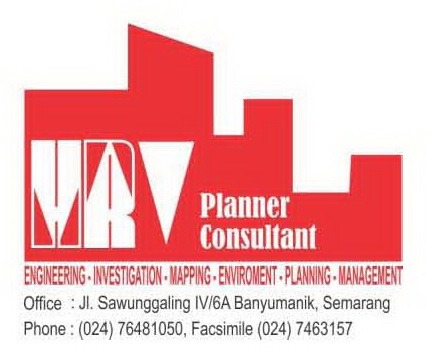 HRV
Planner
Consultant
ENGINEERING - INVESTIGATION - MAPPING - ENVIROMENT - PLANNING - MANAGEMENT
Office : Jl. Sawunggaling IV/6A Banyumanik, Semarang
Phone : (024) 76481050, Facsimile (024) 7463157